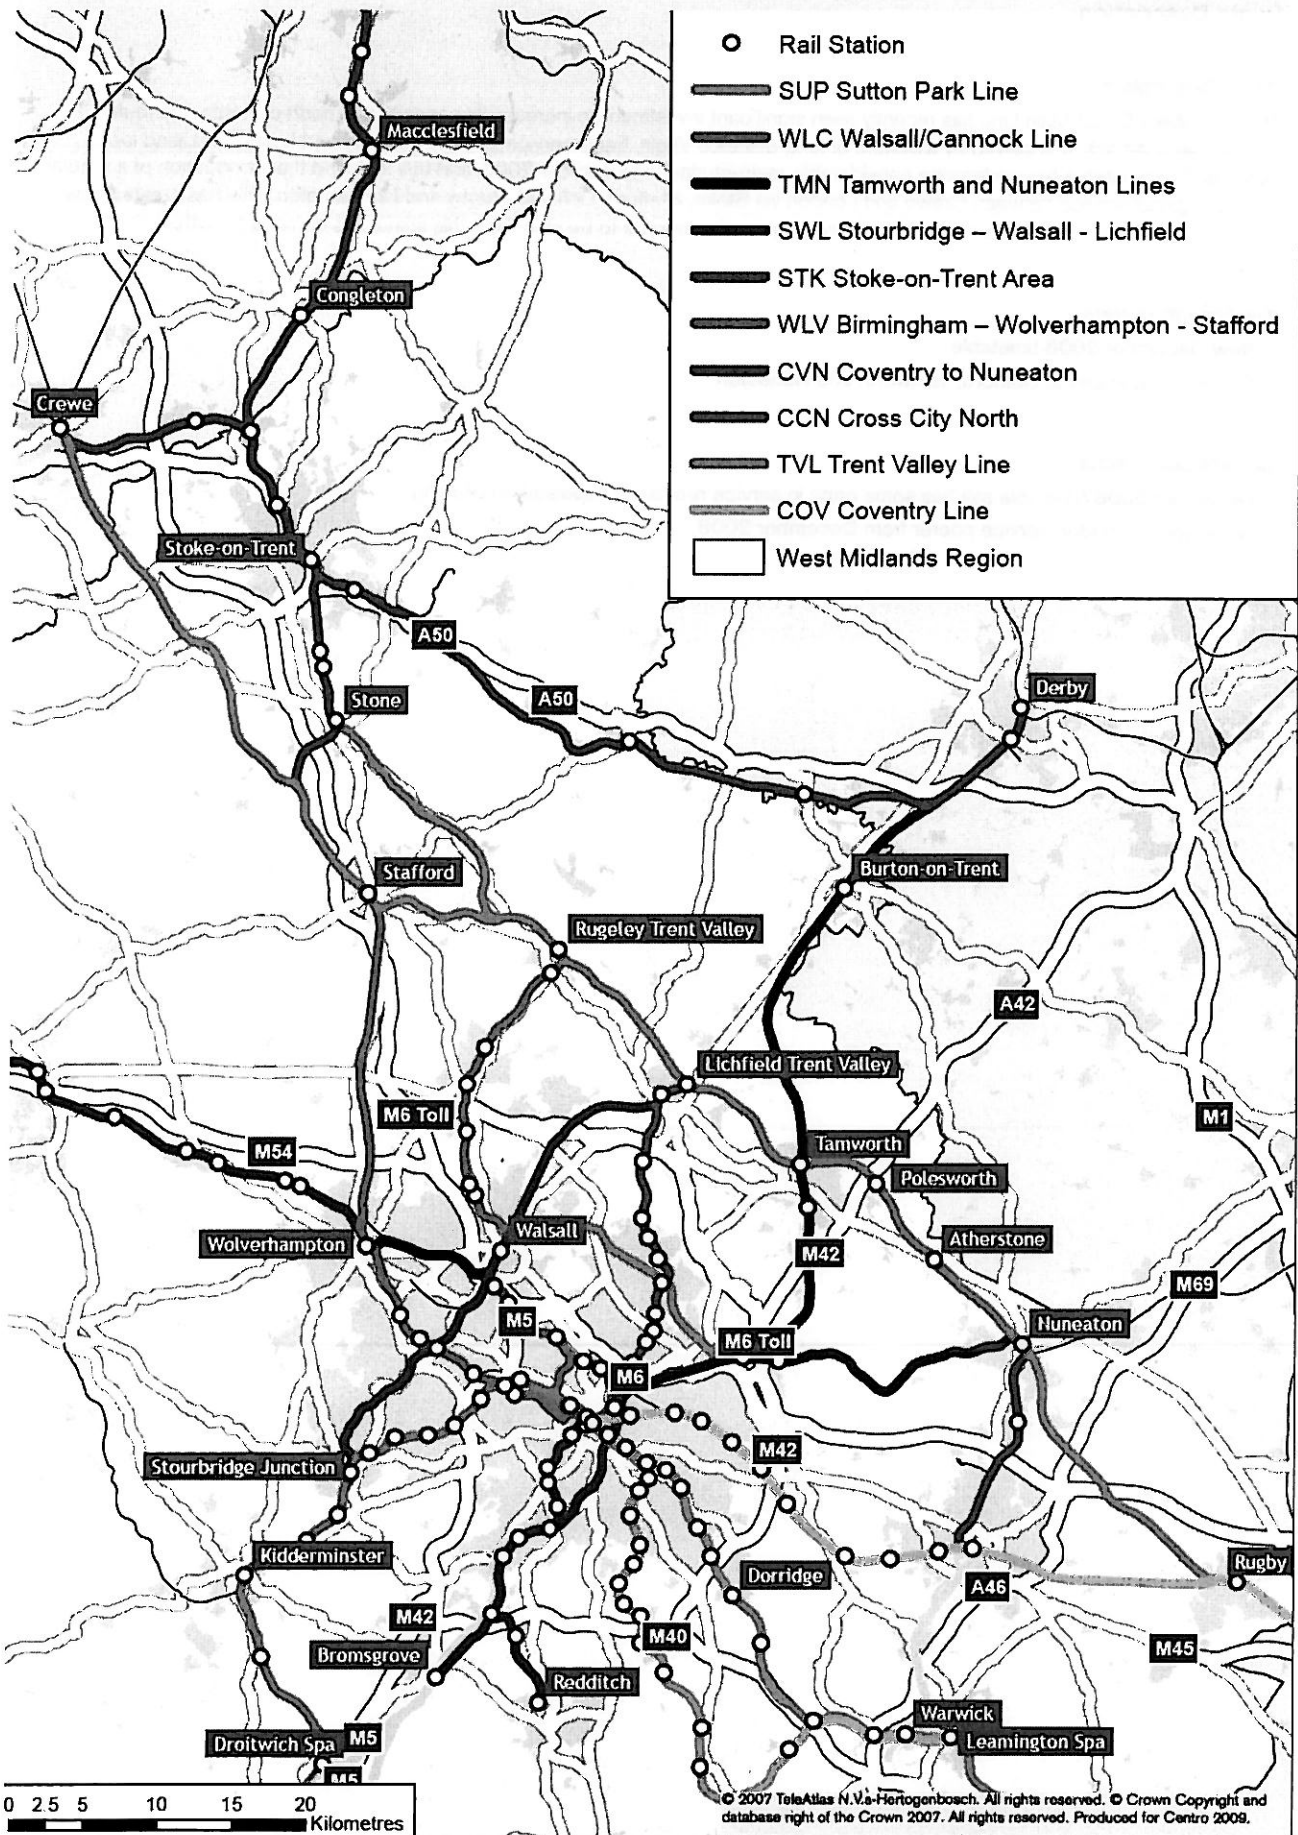 Rail Station
SUP Sutton Park Line
WLC Walsall/Cannock Line
TMN Tamworth and Nuneaton Lines
SWL Stourbridge – Walsall - Lichfield
STK Stoke-on-Trent Area
WLV Birmingham – Wolverhampton - Stafford
CVN Coventry to Nuneaton
CCN Cross City North
TVL Trent Valley Line
COV Coventry Line
West Midlands Region
Macclesfield
Congleton
Crewe
Stoke-on-Trent
A50
Stone
A50
Derby
Stafford
Burton-on-Trent
Rugeley Trent Valley
A42
Lichfield Trent Valley
M6 Toll
M1
M54
Tamworth
Polesworth
Wolverhampton
Walsall
Atherstone
M42
M69
M5
M6 Toll
Nuneaton
M6
M42
Stourbridge Junction
Kidderminster
Dorridge
A46
Rugby
M42
M40
M45
Bromsgrove
Redditch
Warwick
Droitwich Spa
M5
Leamington Spa
M5
0 2.5 5 10 15 20
Kilometres
© 2007 TeleAtlas N.V.s-Hertogenbosch. All rights reserved. © Crown Copyright and
database right of the Crown 2007. All rights reserved. Produced for Centro 2009.